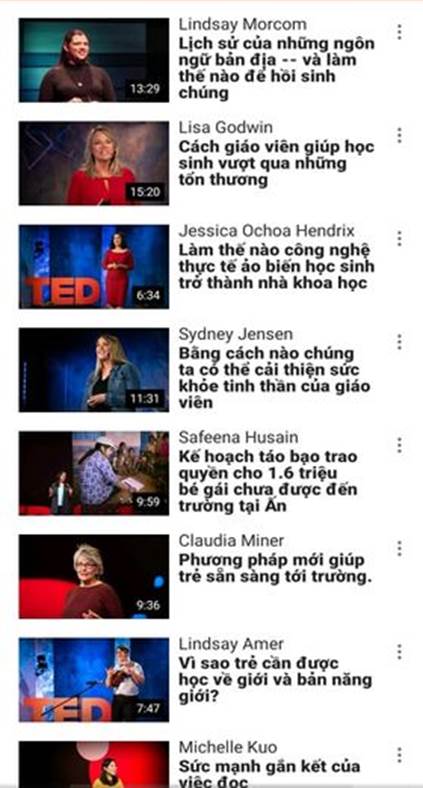 Lindsay Morcom
Lịch sử của những ngôn
ngữ bản địa -- và làm
thế nào để hồi sinh
chúng
13:29
Lisa Godwin
Cách giáo viên giúp học
sinh vượt qua những
tổn thương
15:20
Jessica Ochoa Hendrix
Làm thế nào công nghệ
thực tế ảo biến học sinh
trở thành nhà khoa học
TED
6:34
Sydney Jensen
Bằng cách nào chúng
ta có thể cải thiện sức
khỏe tinh thần của giáo
viên
11:31
Safeena Husain
Kế hoạch táo bạo trao
quyền cho 1.6 triệu
bé gái chưa được đến
trường tại Ấn
9:59
Claudia Miner
Phương pháp mới giúp
trẻ sẵn sàng tới trường.
9:36
Lindsay Amer
Vì sao trẻ cần được
học về giới và bản năng
giới?
TED
7:47
Michelle Kuo
Sức mạnh gắn kết của
việc đọc